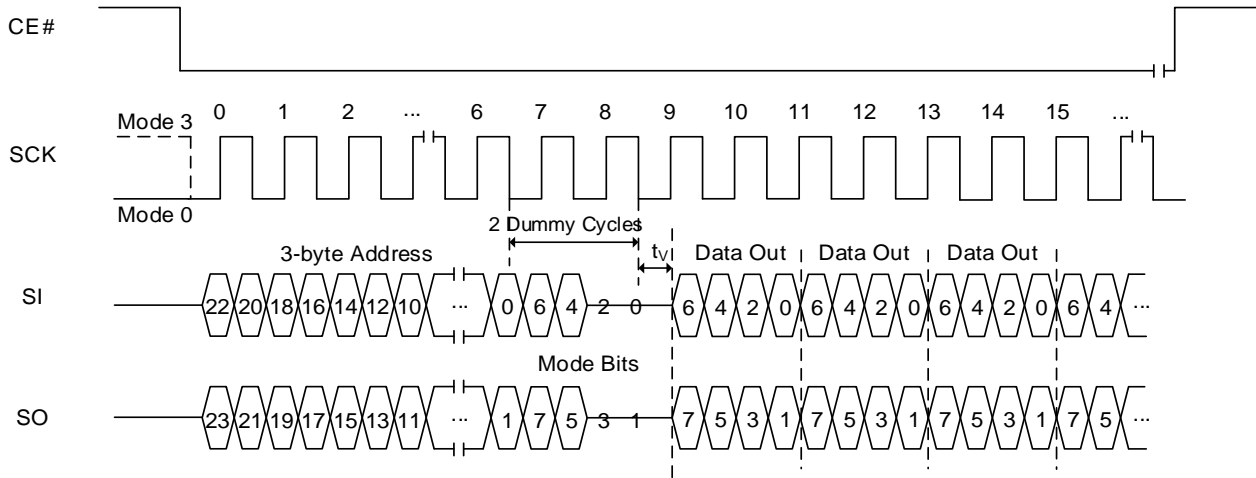 CE#
0 1 2 ... 6 7 8 9 10 11 12 13 14 15 ...
Mode 3
SCK
Mode 0
2 Dummy Cycles
3-byte Address tV Data Out Data Out Data Out
SI 22 20 18 16 14 12 10 ... 0 6 4 2 0 6 4 2 0 6 4 2 0 6 4 2 0 6 4 ...
Mode Bits
SO 23 21 19 17 15 13 11 ... 1 7 5 3 1 7 5 3 1 7 5 3 1 7 5 3 1 7 5 ...